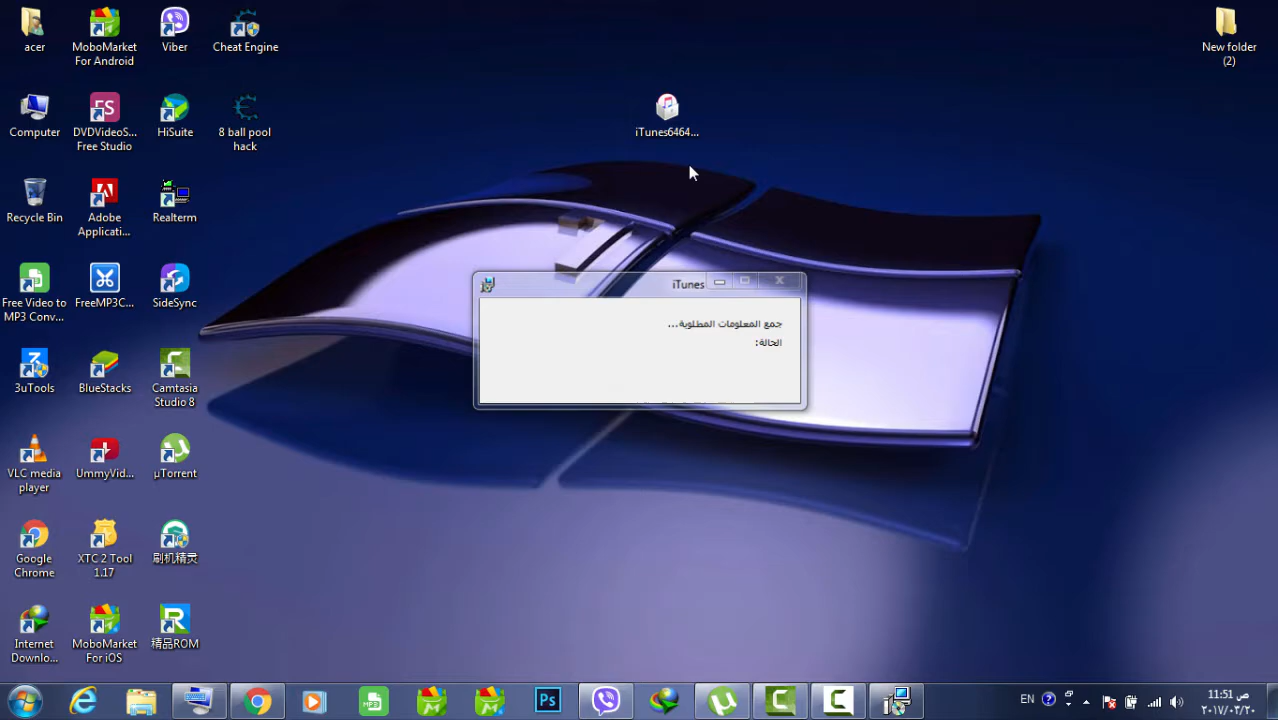 acer
MoboMarket
For Android
Viber
Cheat Engine
New folder
(2)
Computer
DVDVideoS...
Free Studio
HiSuite
8 ball pool
hack
iTunes6464...
Recycle Bin
Adobe
Applicati...
Realterm
Free Video to
MP3 Conv...
FreeMP3C...
SideSync
iTunes
جمع المعلومات المطلوبة...
الحالة:
3uTools
BlueStacks
Camtasia
Studio 8
VLC media
player
UmmyVid...
µTorrent
Google
Chrome
XTC 2 Tool
1.17
刷机精灵
Internet
Downlo...
MoboMarket
For iOS
精品ROM
MP3
Ps
EN
11:51 ص
٢٠١٧/٠٣/٢٠